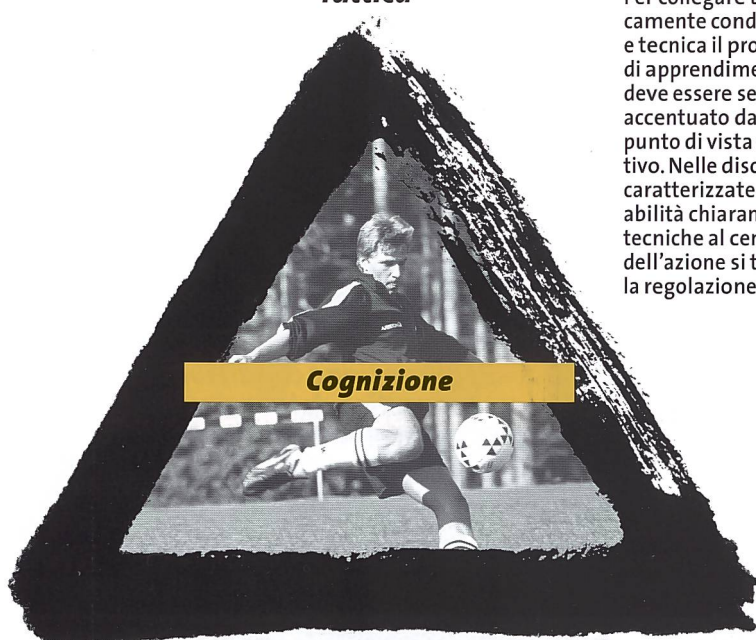 Tattica
Per collegare
camente cond
e tecnica il pro
di apprendime
deve essere se
accentuato da
punto di vista
tivo. Nelle disc
caratterizzate
abilità chiaram
tecniche al cen
dell'azione si t
la regolazione
Cognizione